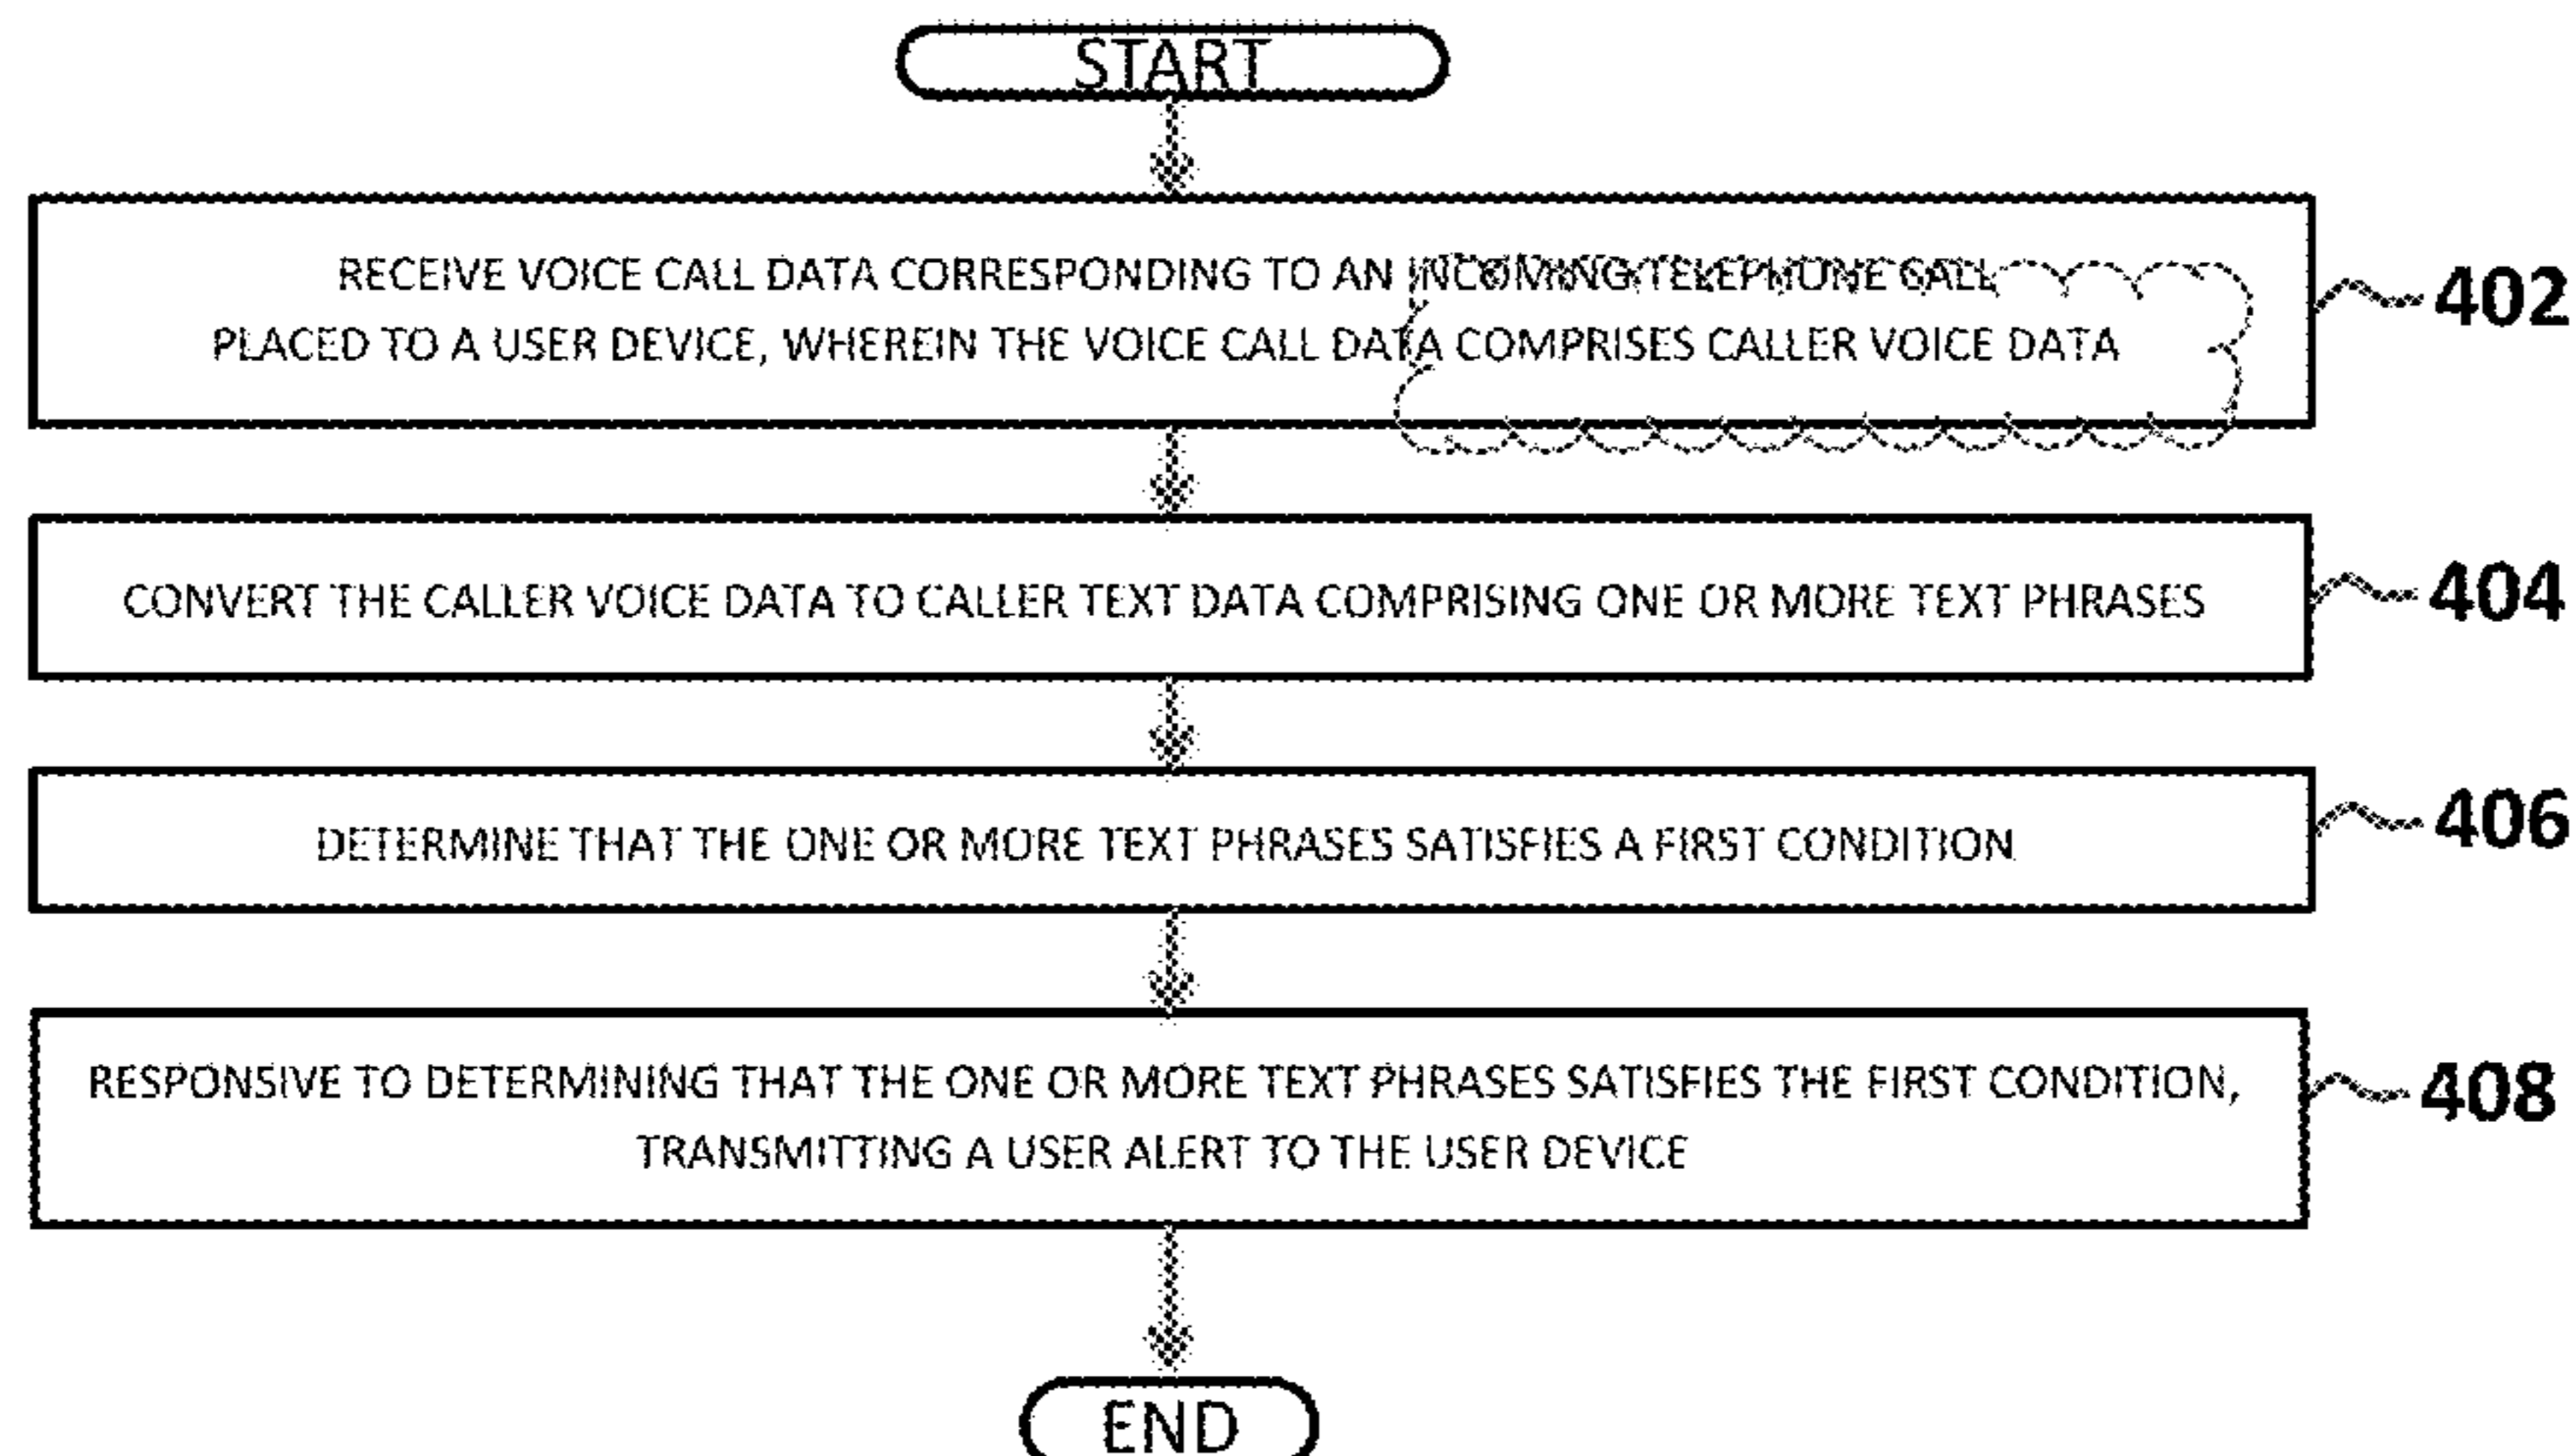 START
RECEIVE VOICE CALL DATA CORRESPONDING TO AN INCOMING TELEPHONE CALL
PLACED TO A USER DEVICE, WHEREIN THE VOICE CALL DATA COMPRISES CALLER VOICE DATA
402
CONVERT THE CALLER VOICE DATA TO CALLER TEXT DATA COMPRISING ONE OR MORE TEXT PHRASES
404
DETERMINE THAT THE ONE OR MORE TEXT PHRASES SATISFIES A FIRST CONDITION
406
RESPONSIVE TO DETERMINING THAT THE ONE OR MORE TEXT PHRASES SATISFIES THE FIRST CONDITION,
TRANSMITTING A USER ALERT TO THE USER DEVICE
408
END